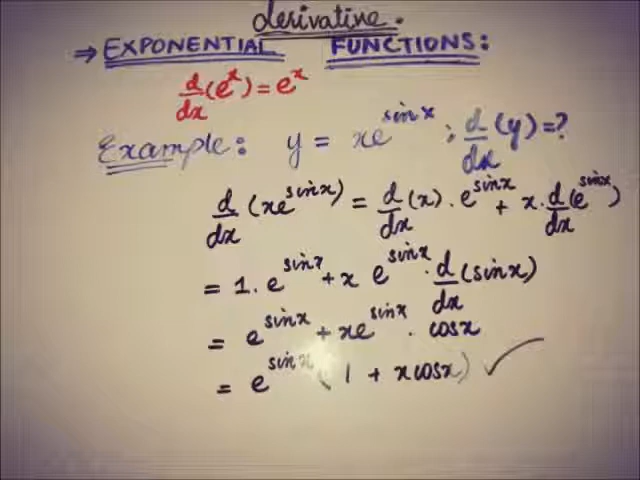 derivative.
⇒ EXPONENTIAL FUNCTIONS:
d/dx (e^x) = e^x
Example: y = xe^sinx ; d/dx (y) = ?
d/dx (xe^sinx) = d/dx (x) · e^sinx + x · d/dx (e^sinx)
= 1 · e^sinx + x e^sinx · d/dx (sinx)
= e^sinx + xe^sinx · cosx
= e^sinx (1 + xcosx) ✓